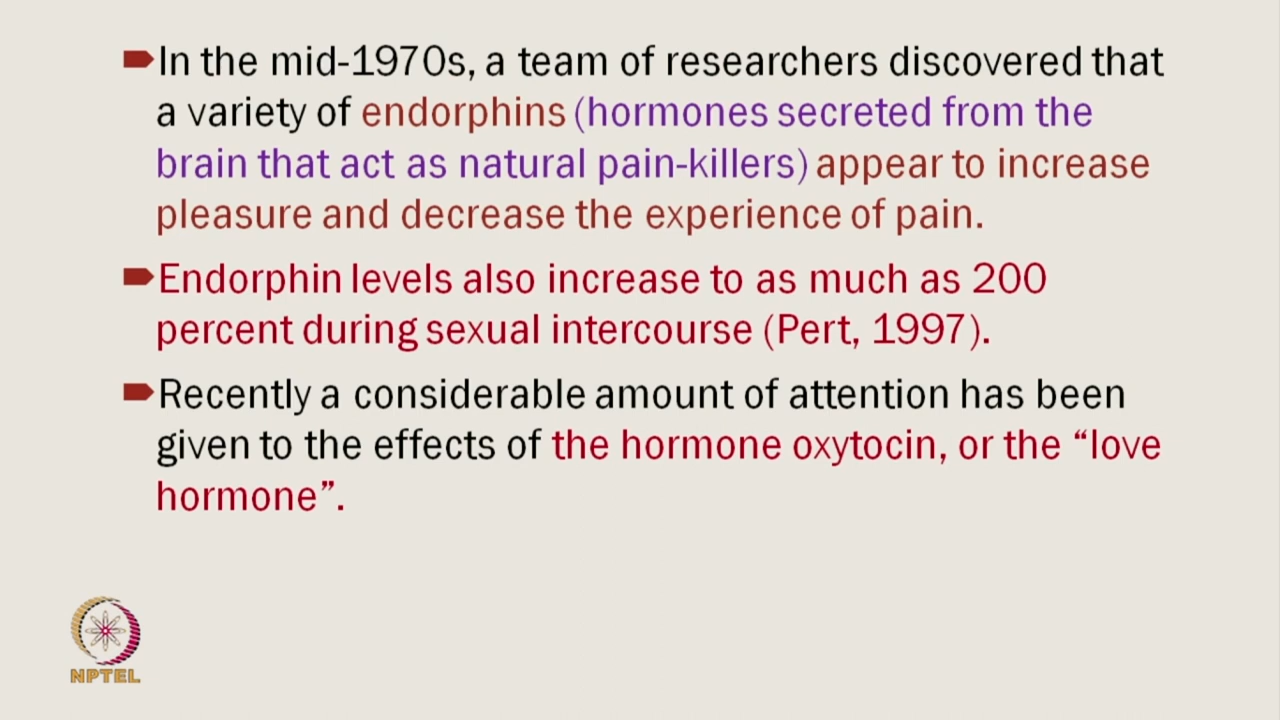 In the mid-1970s, a team of researchers discovered that
a variety of endorphins (hormones secreted from the
brain that act as natural pain-killers) appear to increase
pleasure and decrease the experience of pain.
Endorphin levels also increase to as much as 200
percent during sexual intercourse (Pert, 1997).
Recently a considerable amount of attention has been
given to the effects of the hormone oxytocin, or the “love
hormone”.
NPTEL